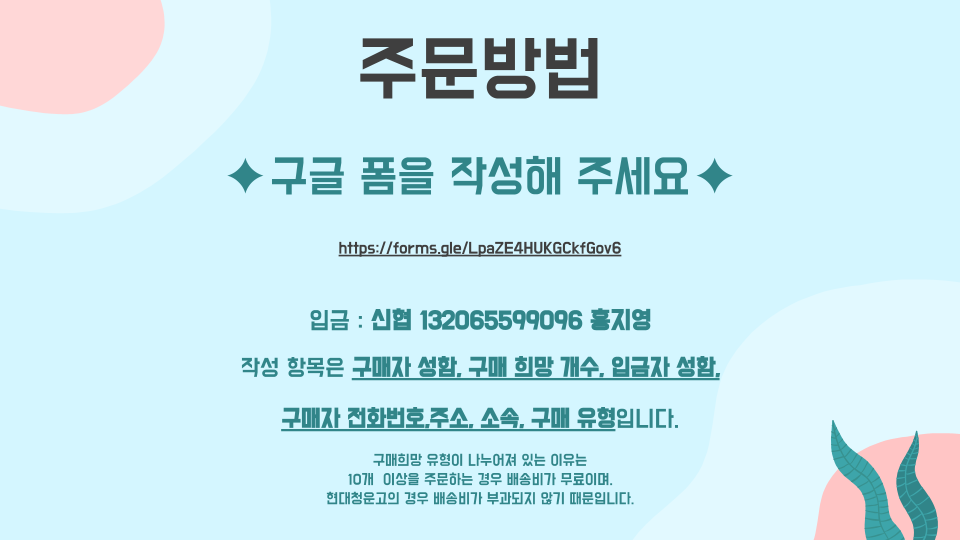 주문방법
구글 폼을 작성해 주세요
https://forms.gle/LpaZE4HUKGCkfGov6
입금 : 신협 132065599096 홍지영
작성 항목은 구매자 성함, 구매 희망 개수, 입금자 성함,
구매자 전화번호,주소, 소속, 구매 유형입니다.
구매희망 유형이 나누어져 있는 이유는
10개 이상을 주문하는 경우 배송비가 무료이며,
현대청운고의 경우 배송비가 부과되지 않기 때문입니다.